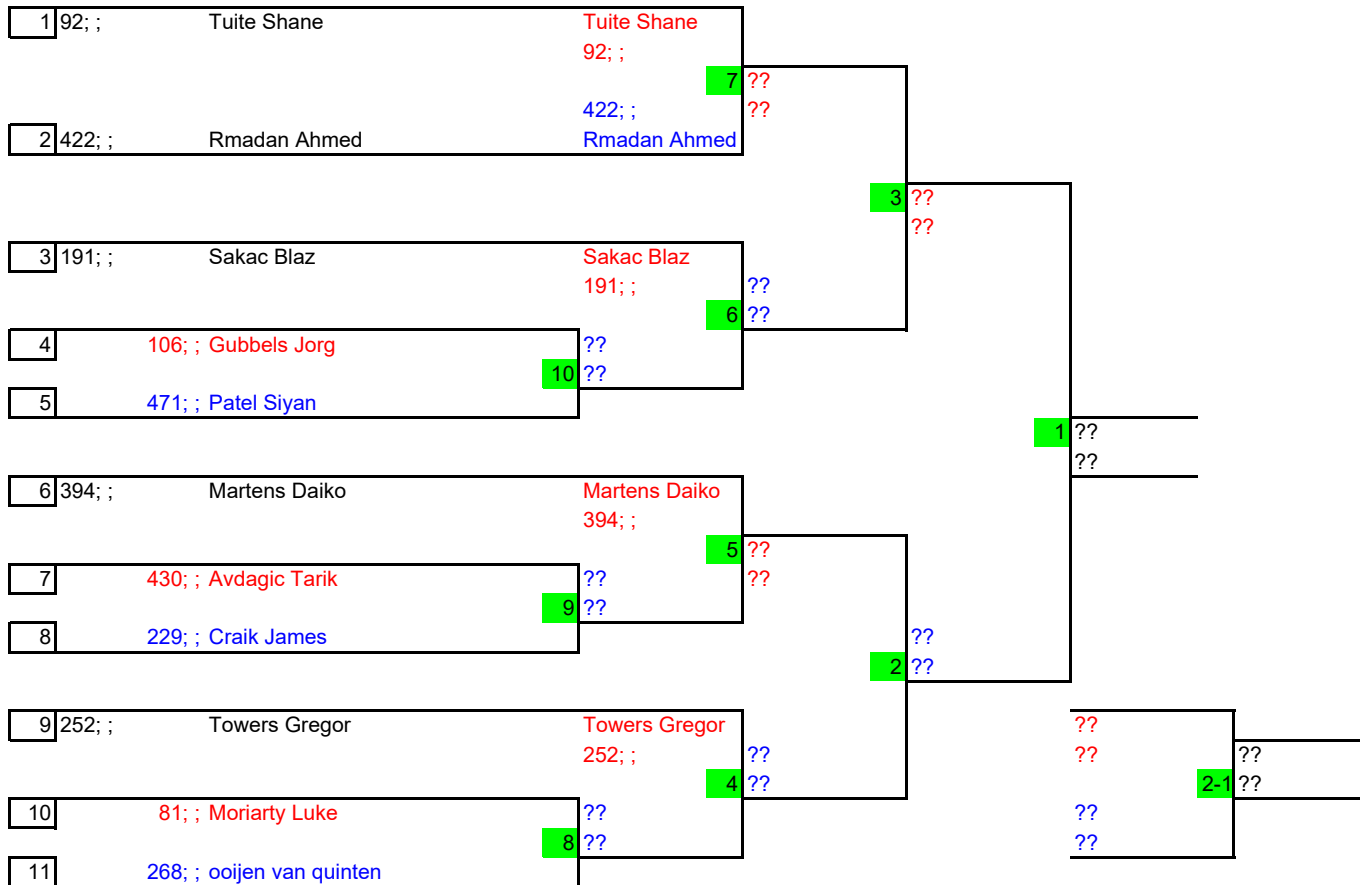 1 92; ; Tuite Shane Tuite Shane
92; ;
7 ??
422; ; ??
2 422; ; Rmadan Ahmed Rmadan Ahmed
3 ??
??
3 191; ; Sakac Blaz Sakac Blaz
191; ; ??
6 ??
4 106; ; Gubbels Jorg ??
10 ??
5 471; ; Patel Siyan
1 ??
??
6 394; ; Martens Daiko Martens Daiko
394; ;
5 ??
7 430; ; Avdagic Tarik ?? ??
9 ??
8 229; ; Craik James ??
2 ??
9 252; ; Towers Gregor Towers Gregor ??
252; ; ?? ?? ??
4 ?? 2-1 ??
10 81; ; Moriarty Luke ?? ??
8 ?? ??
11 268; ; ooijen van quinten